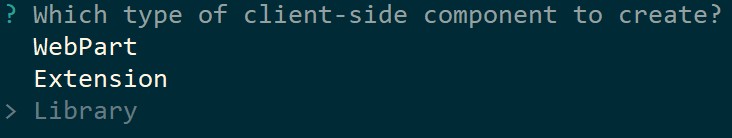 ? Which type of client-side component to create?
WebPart
Extension
> Library